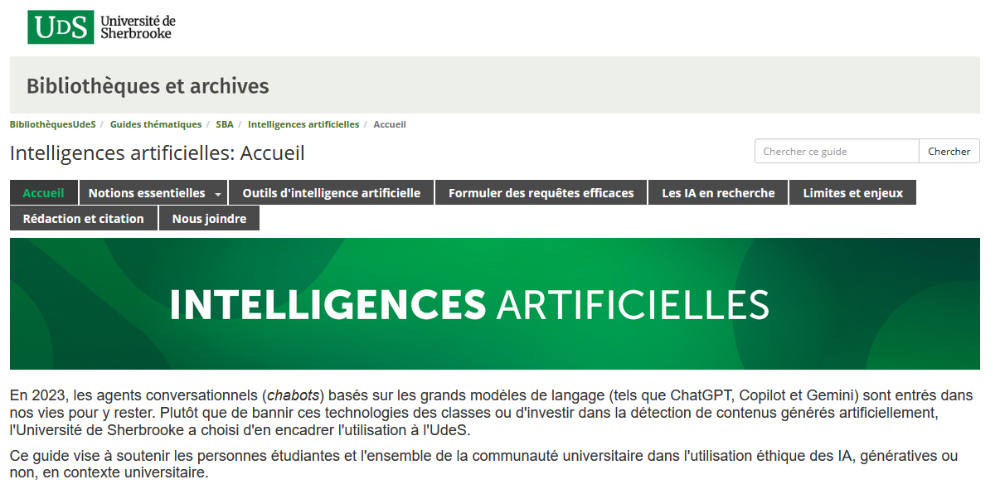 UDS Université de
Sherbrooke
Bibliothèques et archives
BibliothèquesUdeS / Guides thématiques / SBA / Intelligences artificielles / Accueil
Intelligences artificielles: Accueil
Chercher ce guide
Chercher
Accueil
Notions essentielles
Outils d'intelligence artificielle
Formuler des requêtes efficaces
Les IA en recherche
Limites et enjeux
Rédaction et citation
Nous joindre
INTELLIGENCES ARTIFICIELLES
En 2023, les agents conversationnels (chabots) basés sur les grands modèles de langage (tels que ChatGPT, Copilot et Gemini) sont entrés dans
nos vies pour y rester. Plutôt que de bannir ces technologies des classes ou d'investir dans la détection de contenus générés artificiellement,
l'Université de Sherbrooke a choisi d'en encadrer l'utilisation à l'UdeS.
Ce guide vise à soutenir les personnes étudiantes et l'ensemble de la communauté universitaire dans l'utilisation éthique des IA, génératives ou
non, en contexte universitaire.